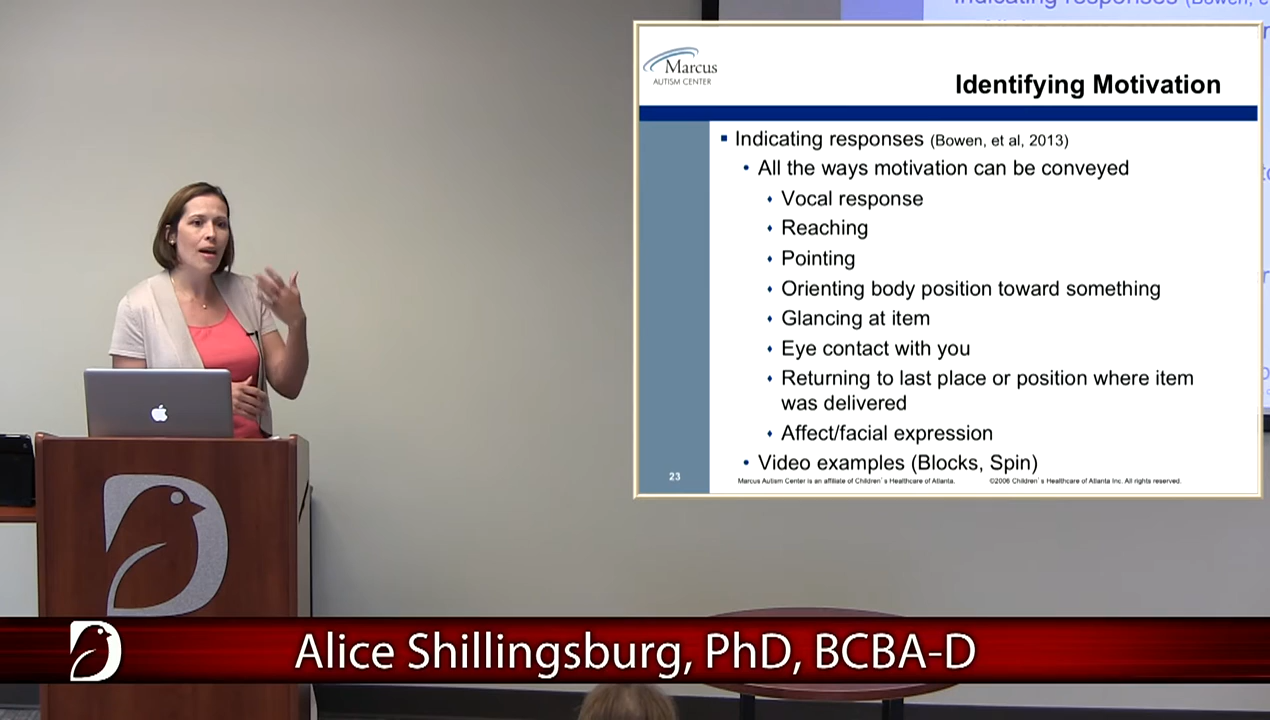 Indicating responses (Bowen, e
Marcus
AUTISM CENTER
Identifying Motivation
Indicating responses (Bowen, et al, 2013)
All the ways motivation can be conveyed
Vocal response
Reaching
Pointing
Orienting body position toward something
Glancing at item
Eye contact with you
Returning to last place or position where item
was delivered
Affect/facial expression
Video examples (Blocks, Spin)
23
Marcus Autism Center is an affiliate of Children`s Healthcare of Atlanta.
©2006 Children`s Healthcare of Atlanta Inc. All rights reserved.
Alice Shillingsburg, PhD, BCBA-D